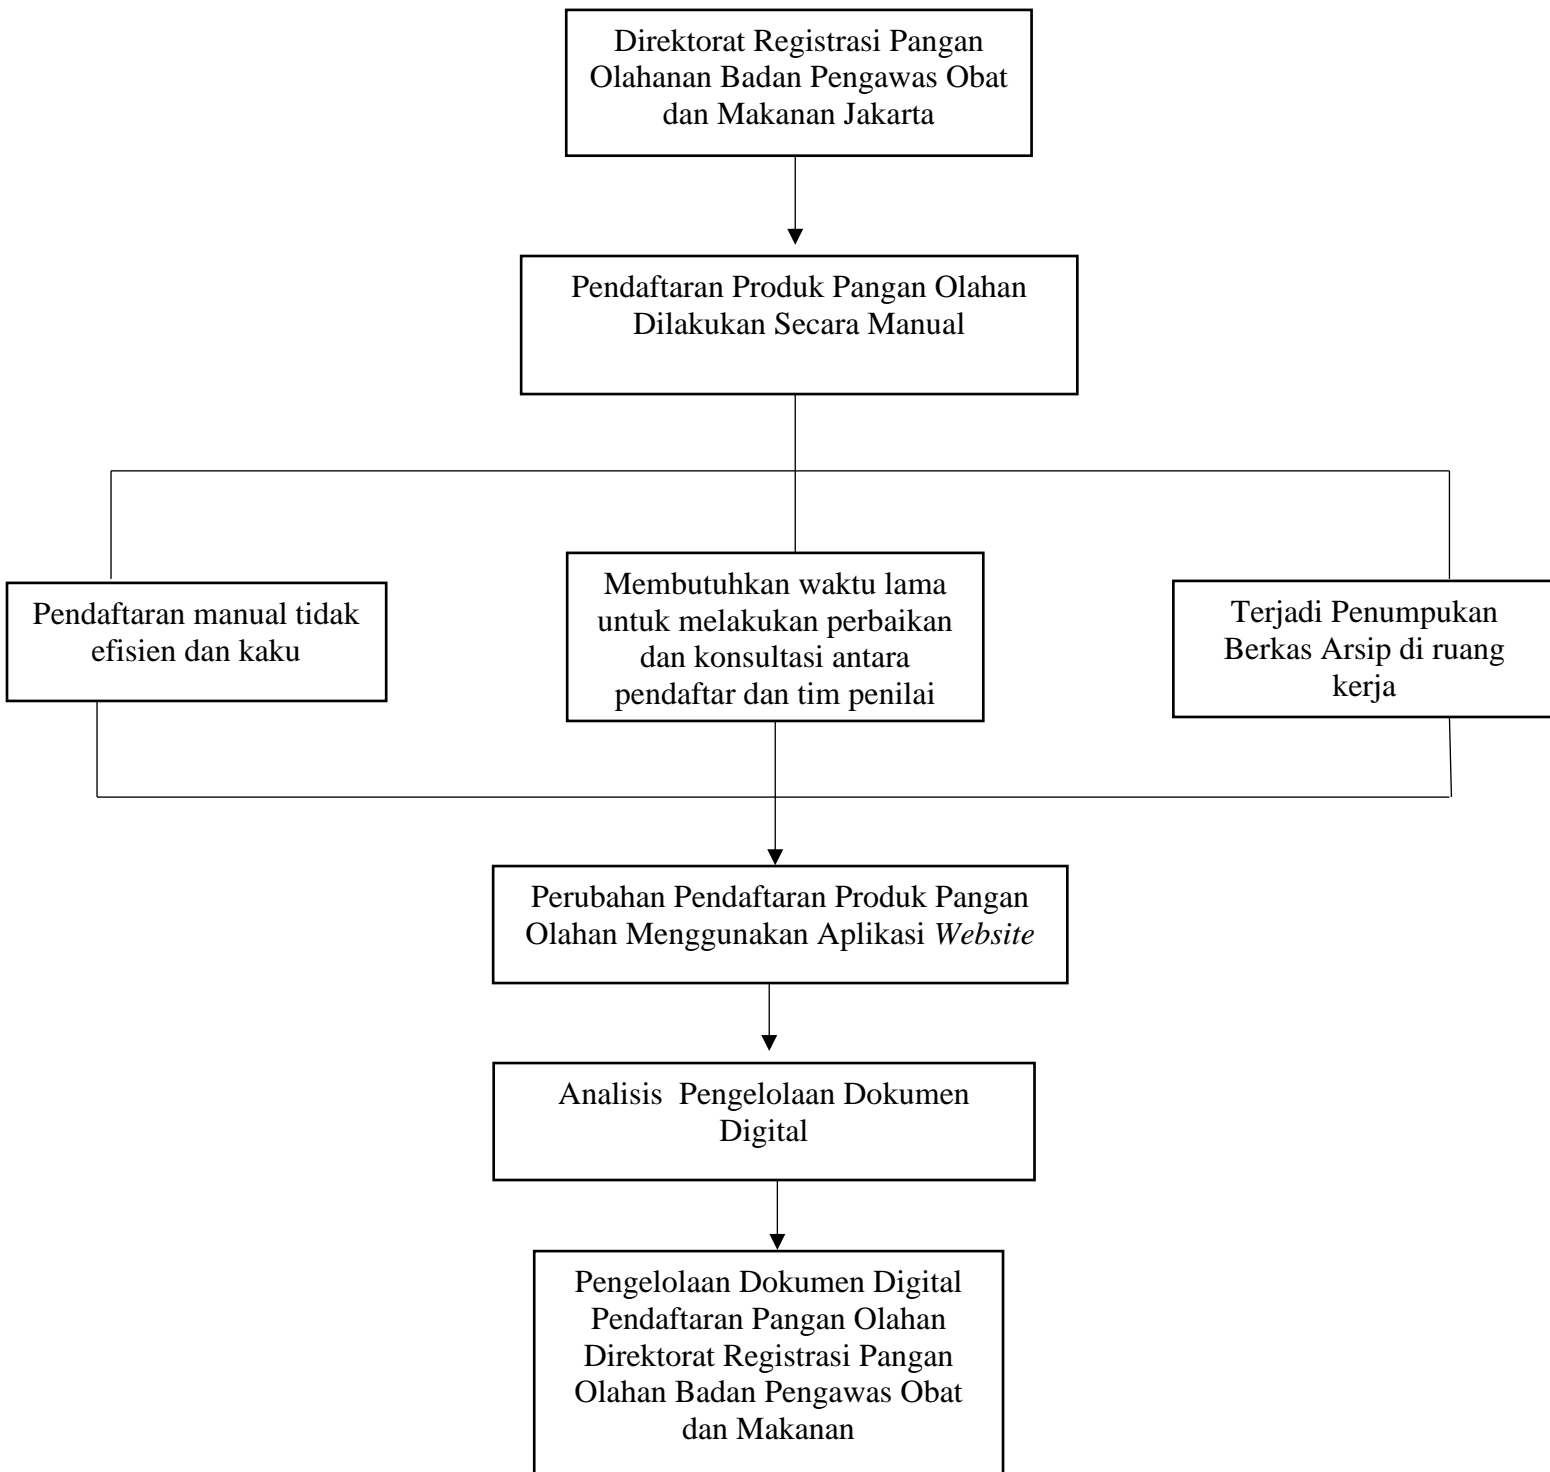 Direktorat Registrasi Pangan
Olahanan Badan Pengawas Obat
dan Makanan Jakarta
Pendaftaran Produk Pangan Olahan
Dilakukan Secara Manual
Pendaftaran manual tidak
efisien dan kaku
Membutuhkan waktu lama
untuk melakukan perbaikan
dan konsultasi antara
pendaftar dan tim penilai
Terjadi Penumpukan
Berkas Arsip di ruang
kerja
Perubahan Pendaftaran Produk Pangan
Olahan Menggunakan Aplikasi Website
Analisis  Pengelolaan Dokumen
Digital
Pengelolaan Dokumen Digital
Pendaftaran Pangan Olahan
Direktorat Registrasi Pangan
Olahan Badan Pengawas Obat
dan Makanan